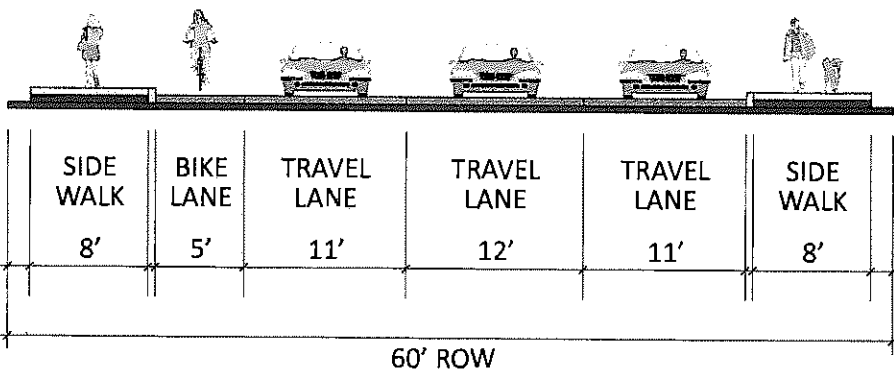 SIDE WALK
8'
BIKE LANE
5'
TRAVEL LANE
11'
TRAVEL LANE
12'
TRAVEL LANE
11'
SIDE WALK
8'
60' ROW